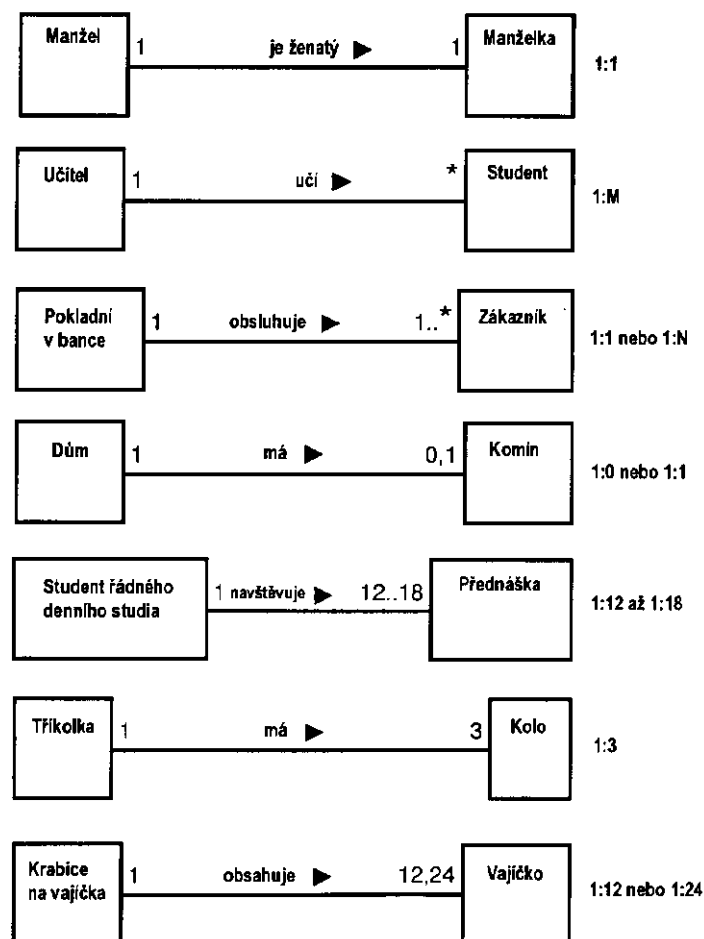 Manžel 1 je ženatý ▶ 1 Manželka 1:1
Učitel 1 učí ▶ * Student 1:M
Pokladní
v bance 1 obsluhuje ▶ 1..* Zákazník 1:1 nebo 1:N
Dům 1 má ▶ 0,1 Komín 1:0 nebo 1:1
Student řádného
denního studia 1 navštěvuje ▶ 12..18 Přednáška 1:12 až 1:18
Tříkolka 1 má ▶ 3 Kolo 1:3
Krabice
na vajíčka 1 obsahuje ▶ 12,24 Vajíčko 1:12 nebo 1:24